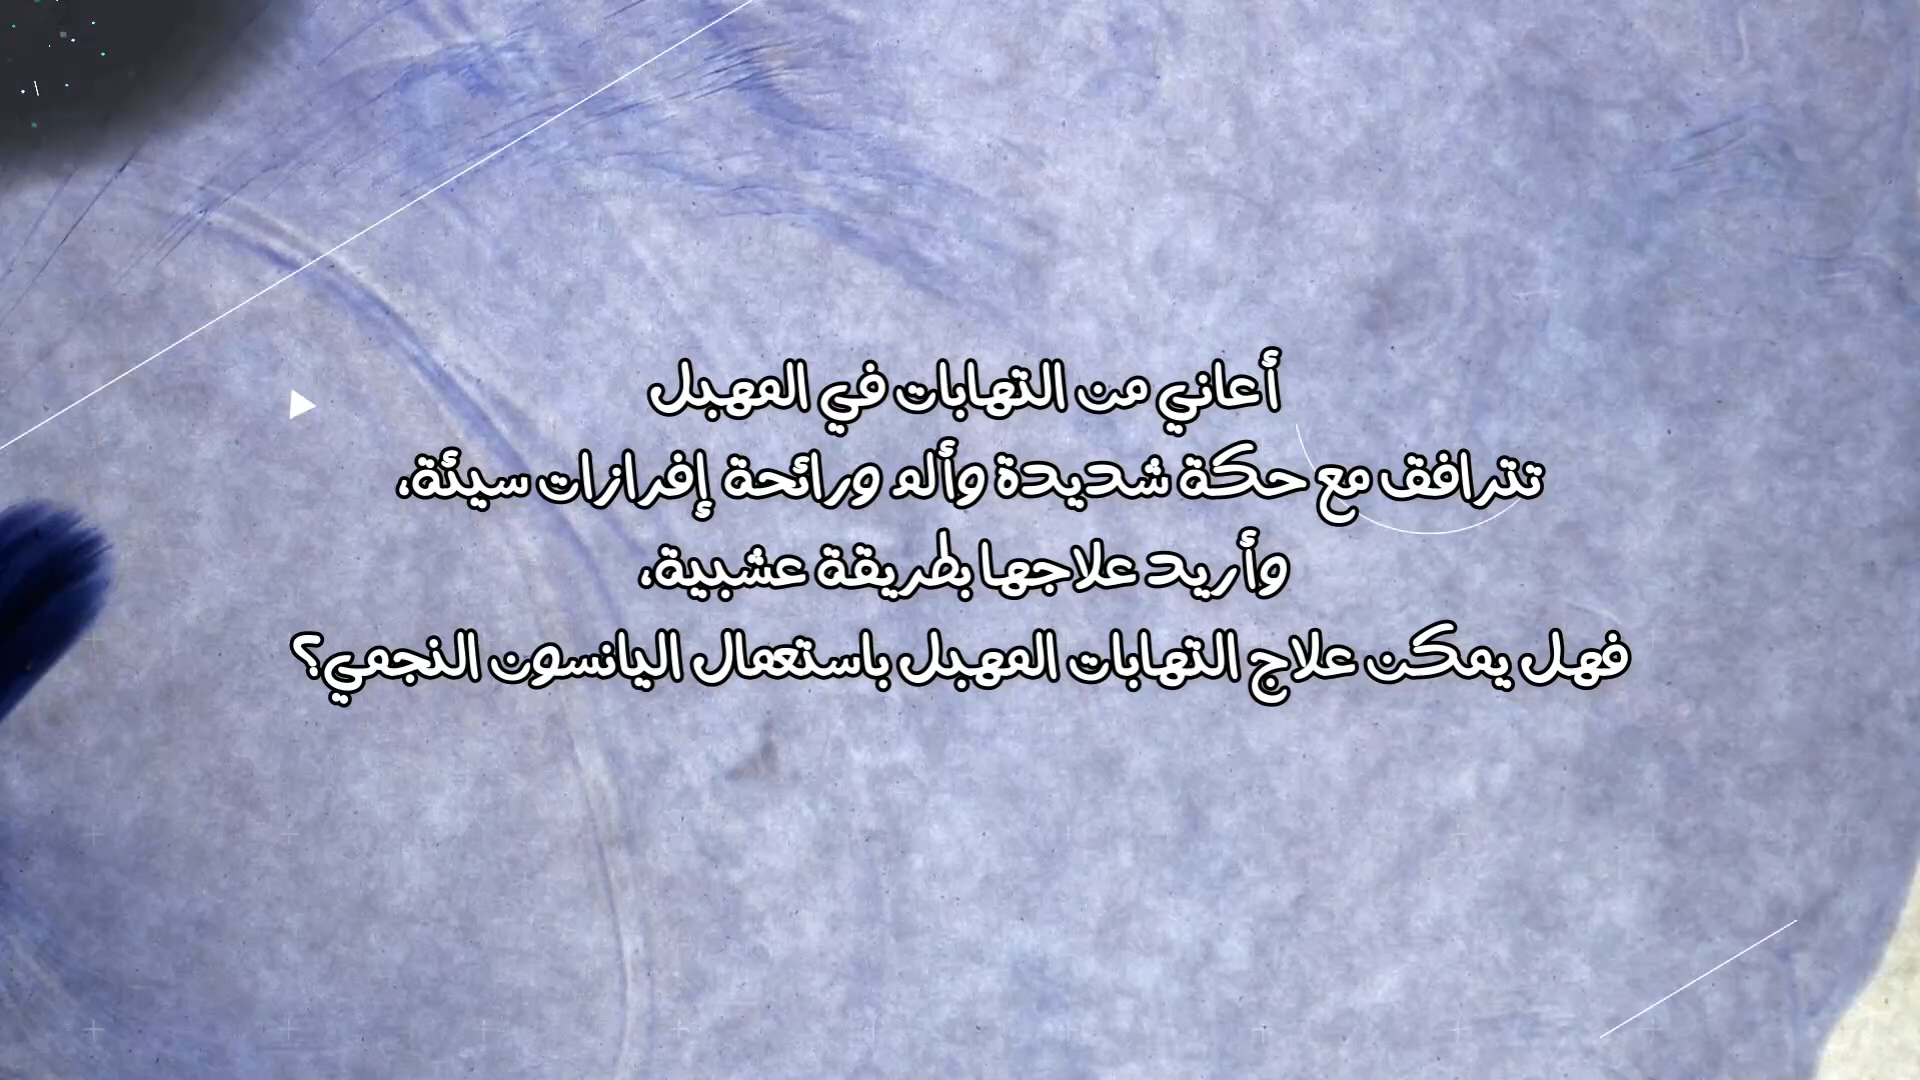 أعاني من التهابات في المهبل
تترافق مع حكة شديدة وألم ورائحة إفرازات سيئة،
وأريد علاجها بطريقة عشبية،
فهل يمكن علاج التهابات المهبل باستعمال اليانسون النجمي؟